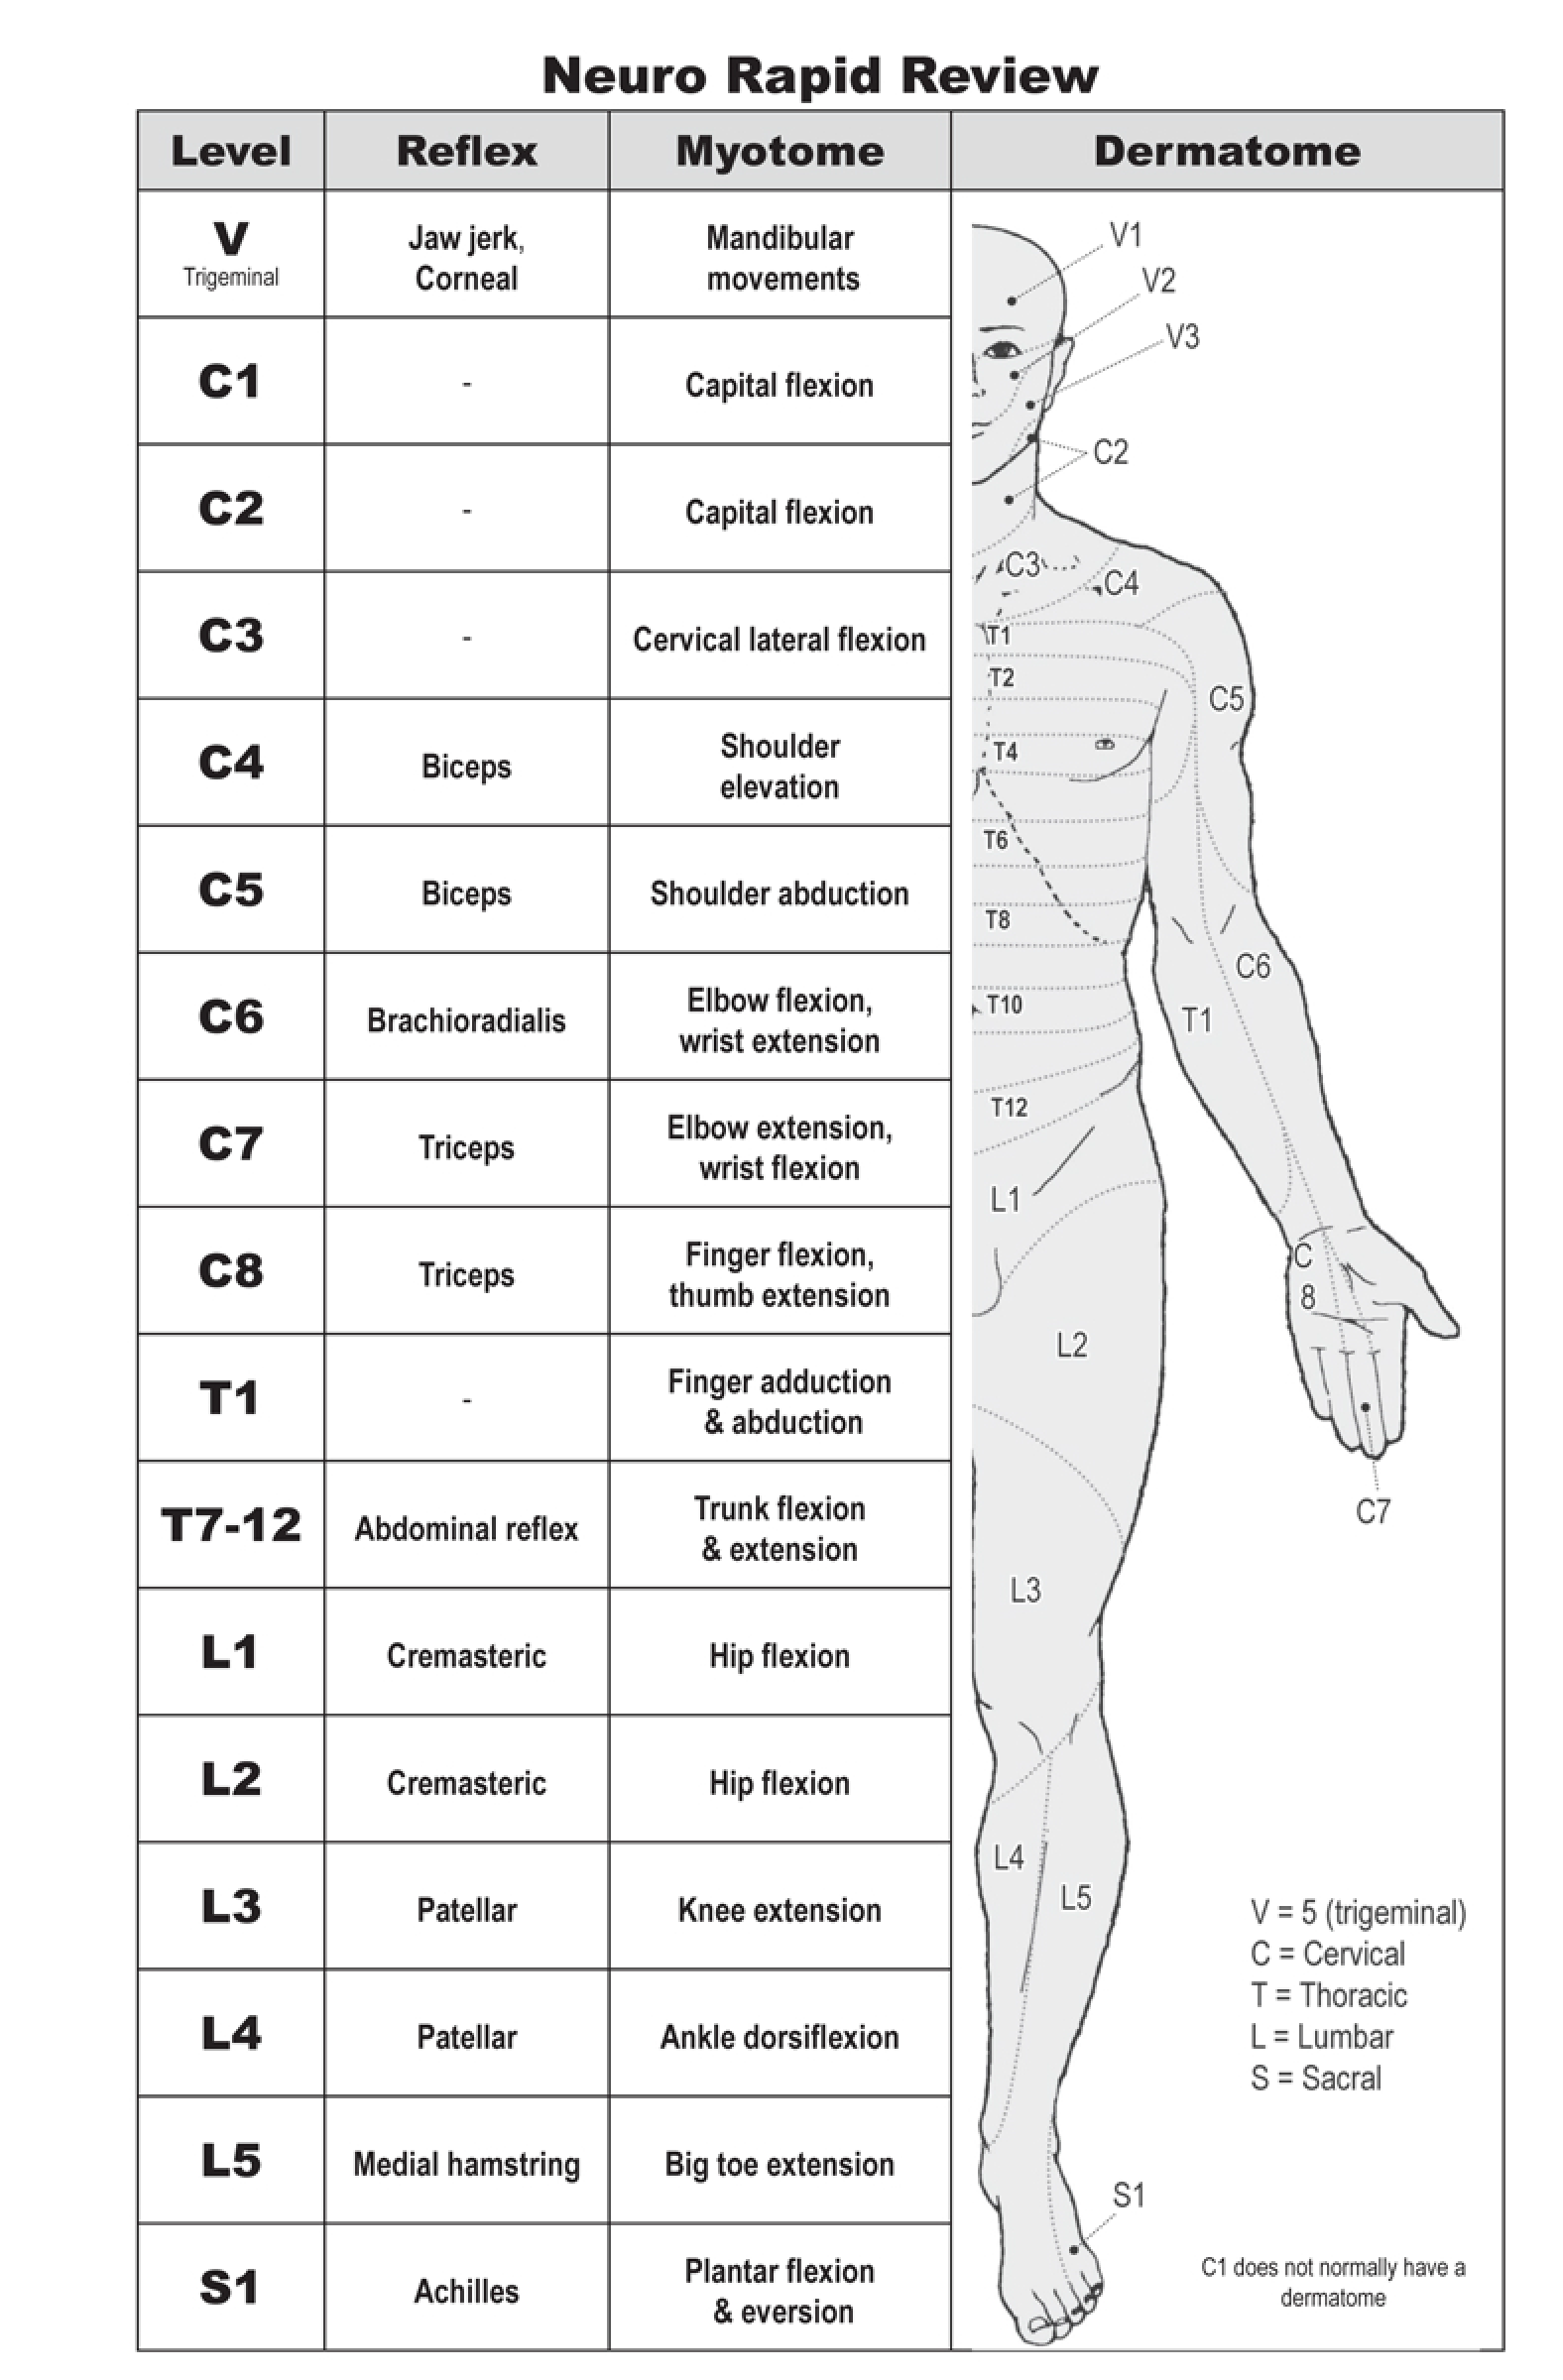 Neuro Rapid Review
Level Reflex Myotome Dermatome
V
Trigeminal
Jaw jerk,
Corneal
Mandibular
movements
C1 - Capital flexion
C2 - Capital flexion
C3 - Cervical lateral flexion
C4 Biceps Shoulder
elevation
C5 Biceps Shoulder abduction
C6 Brachioradialis Elbow flexion,
wrist extension
C7 Triceps Elbow extension,
wrist flexion
C8 Triceps Finger flexion,
thumb extension
T1 - Finger adduction
& abduction
T7-12 Abdominal reflex Trunk flexion
& extension
L1 Cremasteric Hip flexion
L2 Cremasteric Hip flexion
L3 Patellar Knee extension
L4 Patellar Ankle dorsiflexion
L5 Medial hamstring Big toe extension
S1 Achilles Plantar flexion
& eversion
V1
V2
V3
C2
C3
C4
T1
T2
C5
T4
T6
T8
C6
T10
T1
T12
L1
C
8
L2
C7
L3
L4
L5
S1
V = 5 (trigeminal)
C = Cervical
T = Thoracic
L = Lumbar
S = Sacral
C1 does not normally have a
dermatome